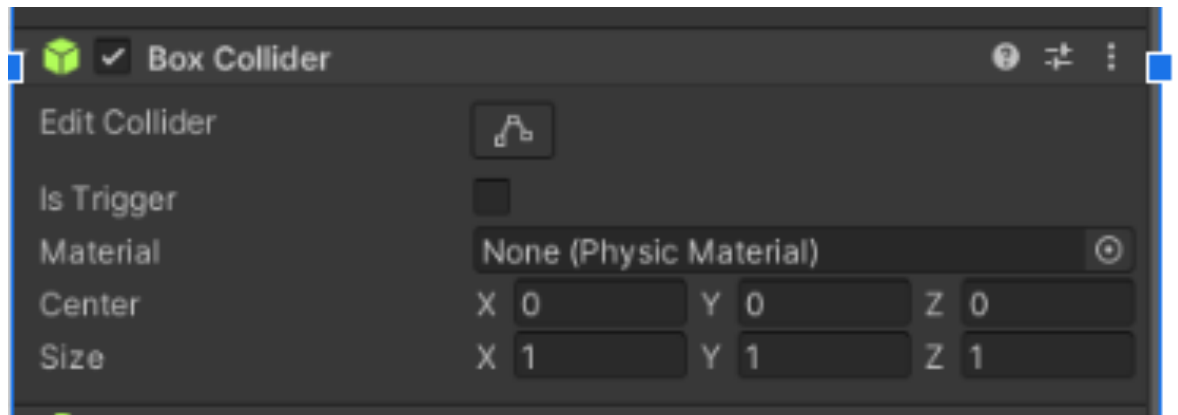 Box Collider
Edit Collider
Is Trigger
Material None (Physic Material)
Center X 0 Y 0 Z 0
Size X 1 Y 1 Z 1